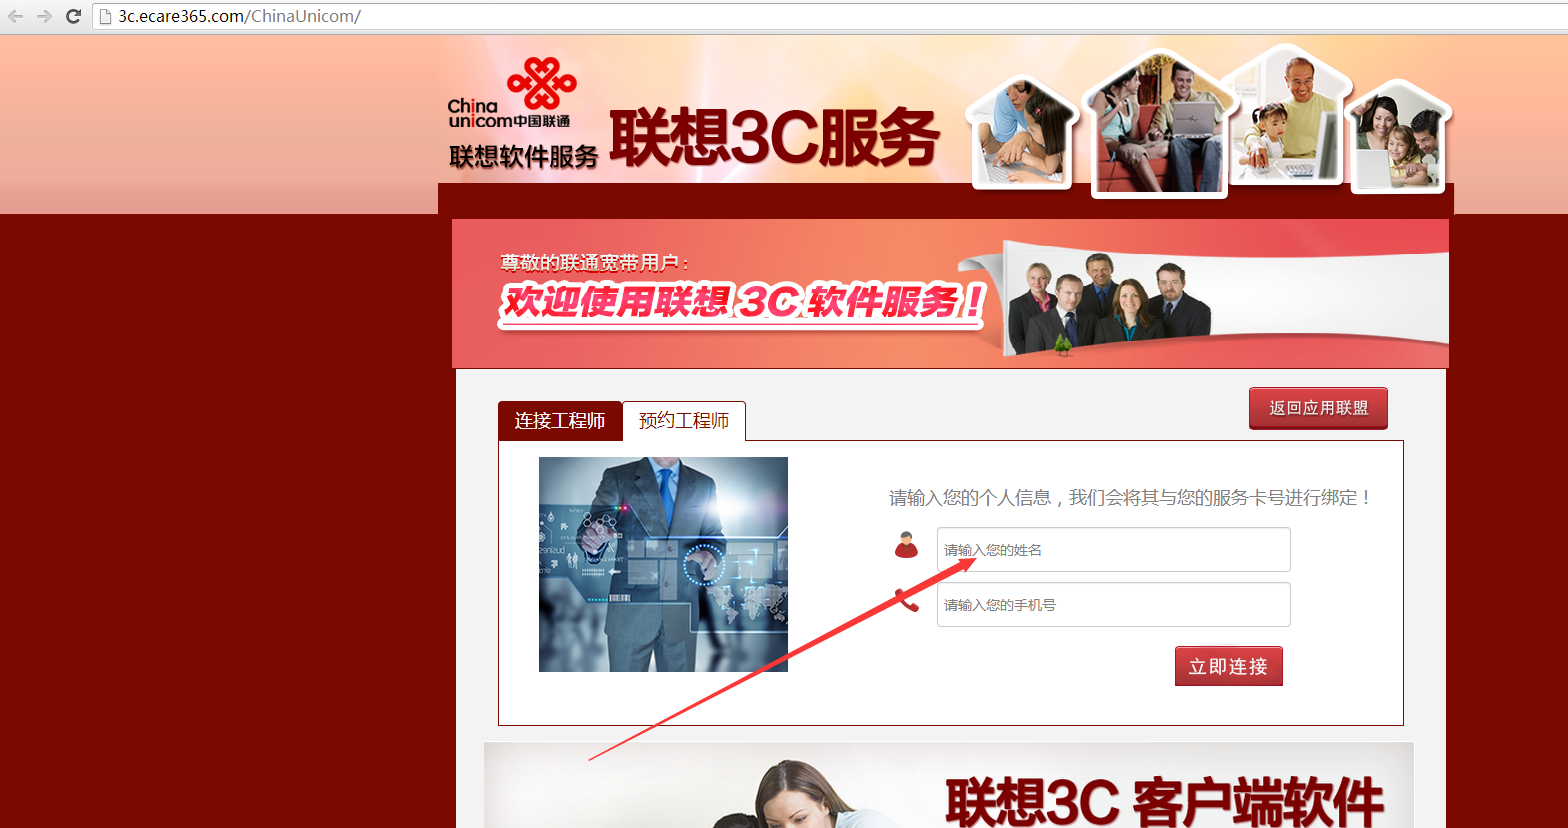 3c.ecare365.com/ChinaUnicom/
China
unicom中国联通
联想软件服务
联想3C服务
尊敬的联通宽带用户：
欢迎使用联想 3C 软件服务！
返回应用联盟
连接工程师
预约工程师
请输入您的个人信息，我们会将其与您的服务卡号进行绑定！
请输入您的姓名
请输入您的手机号
立即连接
联想3C 客户端软件